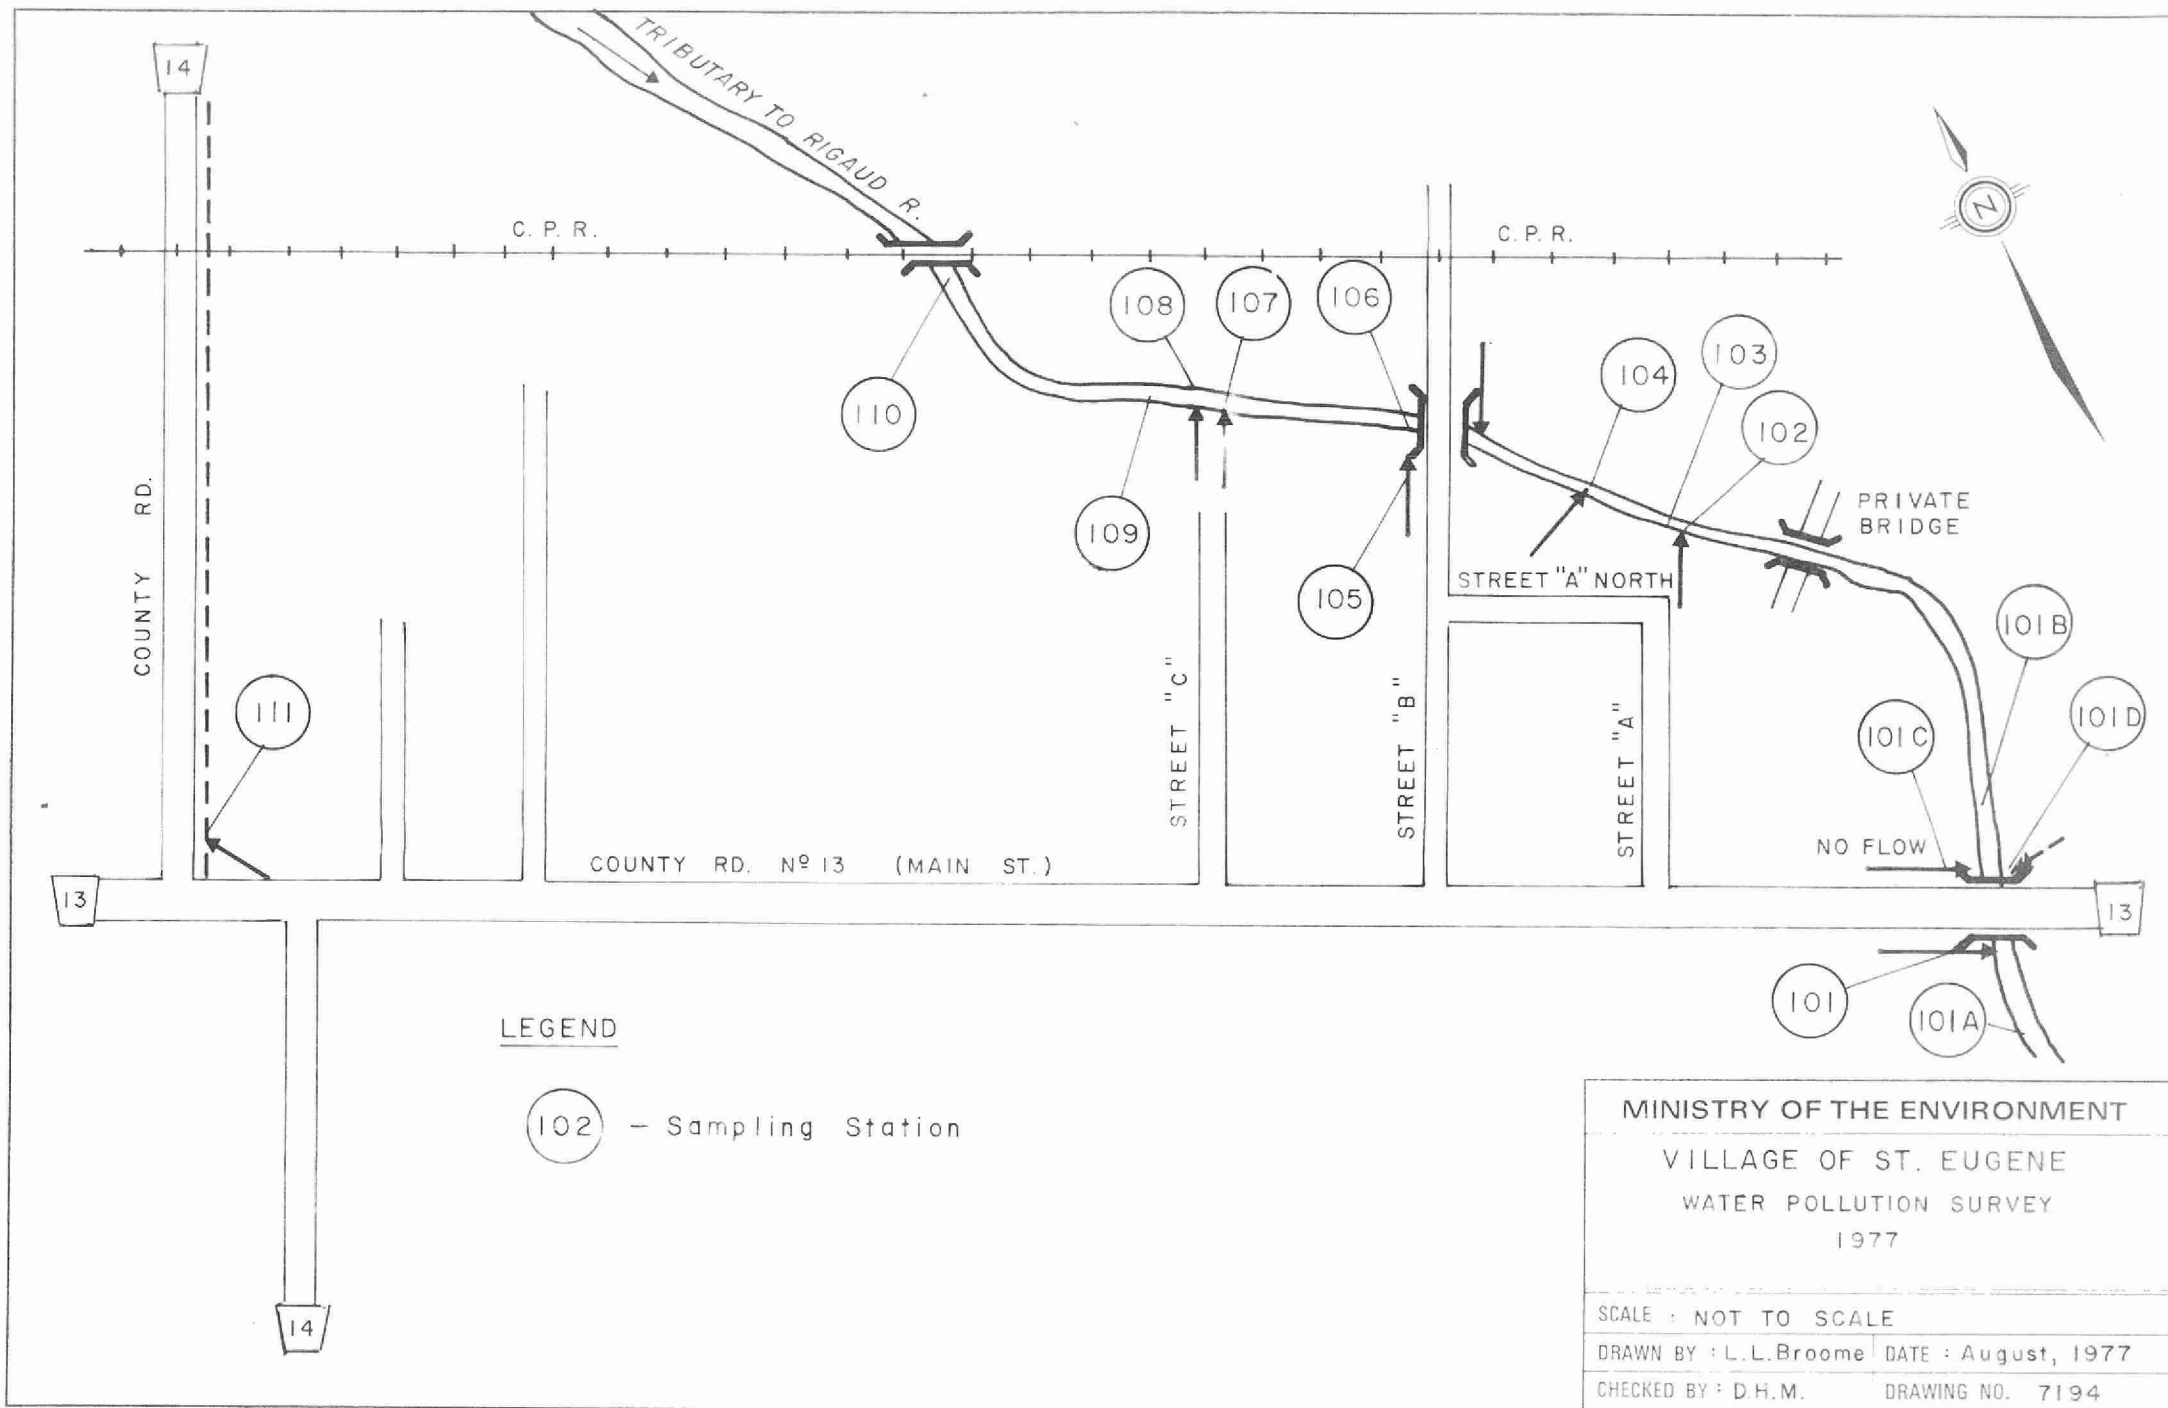 14
TRIBUTARY TO RIGAUD R.
C. P. R.
C. P. R.
N
108
107
106
103
104
110
102
109
105
PRIVATE
BRIDGE
STREET "A" NORTH
COUNTY RD.
101B
111
101C
101D
STREET "C"
STREET "B"
STREET "A"
NO FLOW
COUNTY RD. Nº 13 (MAIN ST.)
13
13
101
101A
LEGEND
102 – Sampling Station
14
MINISTRY OF THE ENVIRONMENT
VILLAGE OF ST. EUGENE
WATER POLLUTION SURVEY
1977
SCALE : NOT TO SCALE
DRAWN BY : L.L.Broome DATE : August, 1977
CHECKED BY : D.H.M. DRAWING NO. 7194